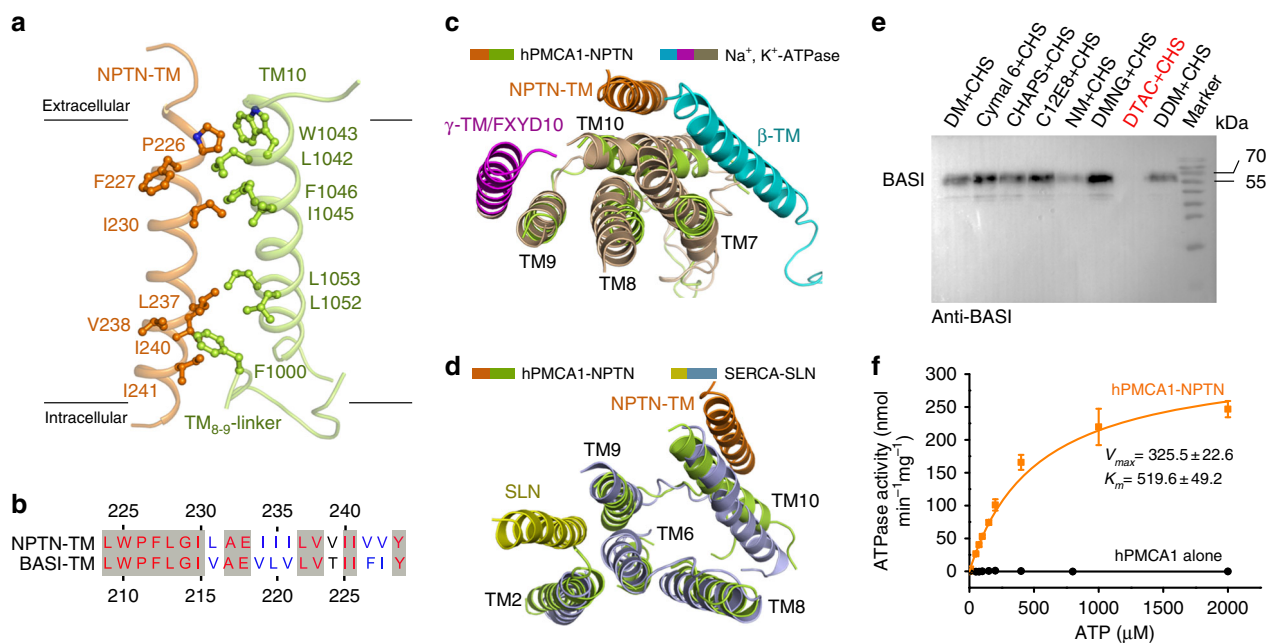 a
NPTN-TM
TM10
Extracellular
P226
W1043
L1042
F227
F1046
I1045
I230
L1053
L1052
L237
V238
I240
F1000
I241
Intracellular
TM8-9-linker
b
225 230 235 240
NPTN-TM LWPFLGILAEIIILVVIIVVY
BASI-TM LWPFLGIVAEVLVLVTIIFIY
210 215 220 225
c
hPMCA1-NPTN Na+, K+-ATPase
NPTN-TM
TM10
γ-TM/FXYD10
β-TM
TM7
TM9
TM8
d
hPMCA1-NPTN SERCA-SLN
NPTN-TM
TM9
SLN
TM10
TM6
TM2
TM8
e
DM+CHS
Cymal 6+CHS
CHAPS+CHS
C12E8+CHS
NM+CHS
DMNG+CHS
DTAC+CHS
DDM+CHS
Marker
kDa
70
BASI
55
Anti-BASI
f
ATPase activity (nmol
min−1mg−1)
300
250
200
150
100
50
0
hPMCA1-NPTN
Vmax= 325.5±22.6
Km= 519.6±49.2
hPMCA1 alone
0 500 1000 1500 2000
ATP (μM)